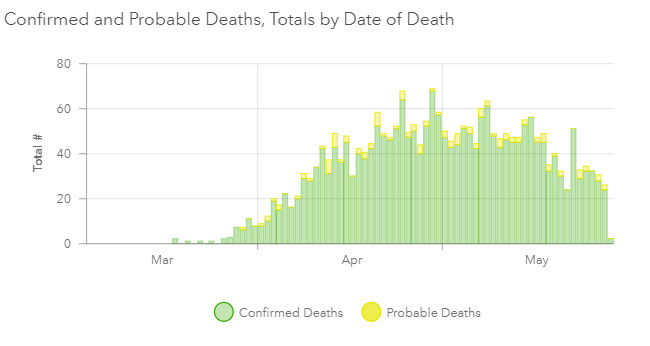 Confirmed and Probable Deaths, Totals by Date of Death
80
60
40
20
0
Total #
Mar Apr May
Confirmed Deaths Probable Deaths